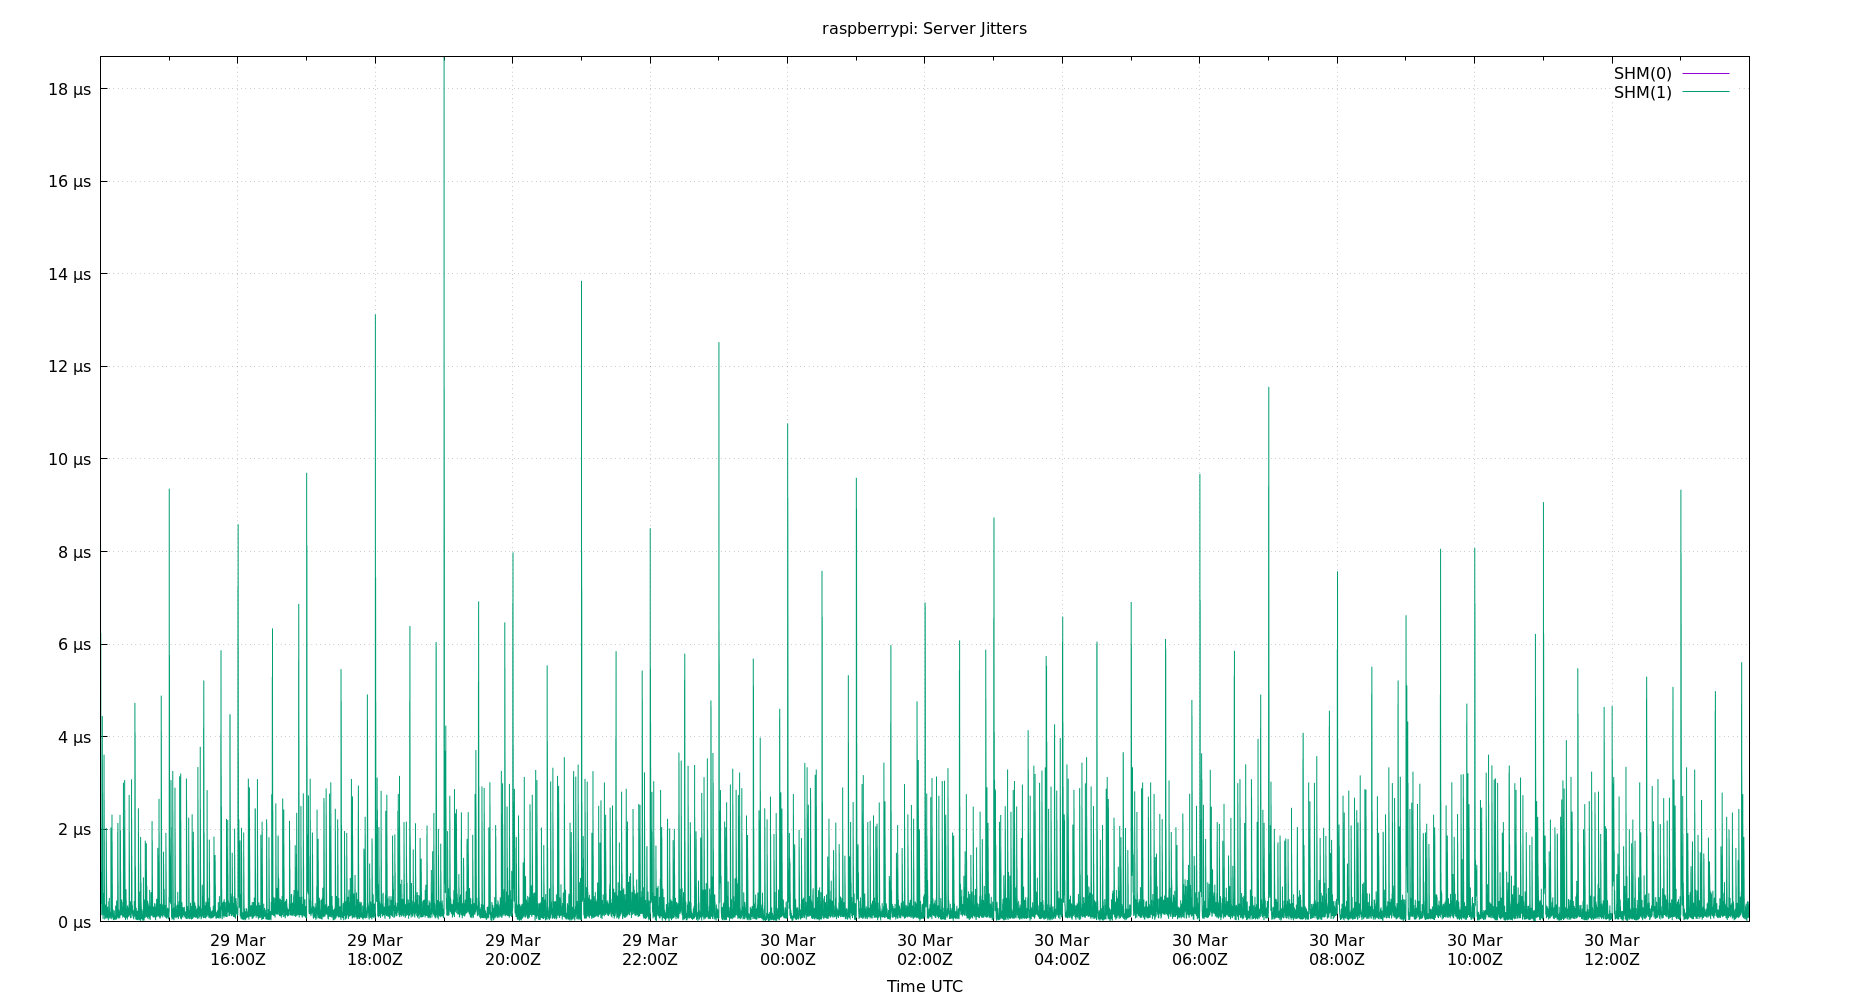 raspberrypi: Server Jitters
SHM(0)
SHM(1)
18 µs
16 µs
14 µs
12 µs
10 µs
8 µs
6 µs
4 µs
2 µs
0 µs
29 Mar 29 Mar 29 Mar 29 Mar 30 Mar 30 Mar 30 Mar 30 Mar 30 Mar 30 Mar 30 Mar
16:00Z 18:00Z 20:00Z 22:00Z 00:00Z 02:00Z 04:00Z 06:00Z 08:00Z 10:00Z 12:00Z
Time UTC